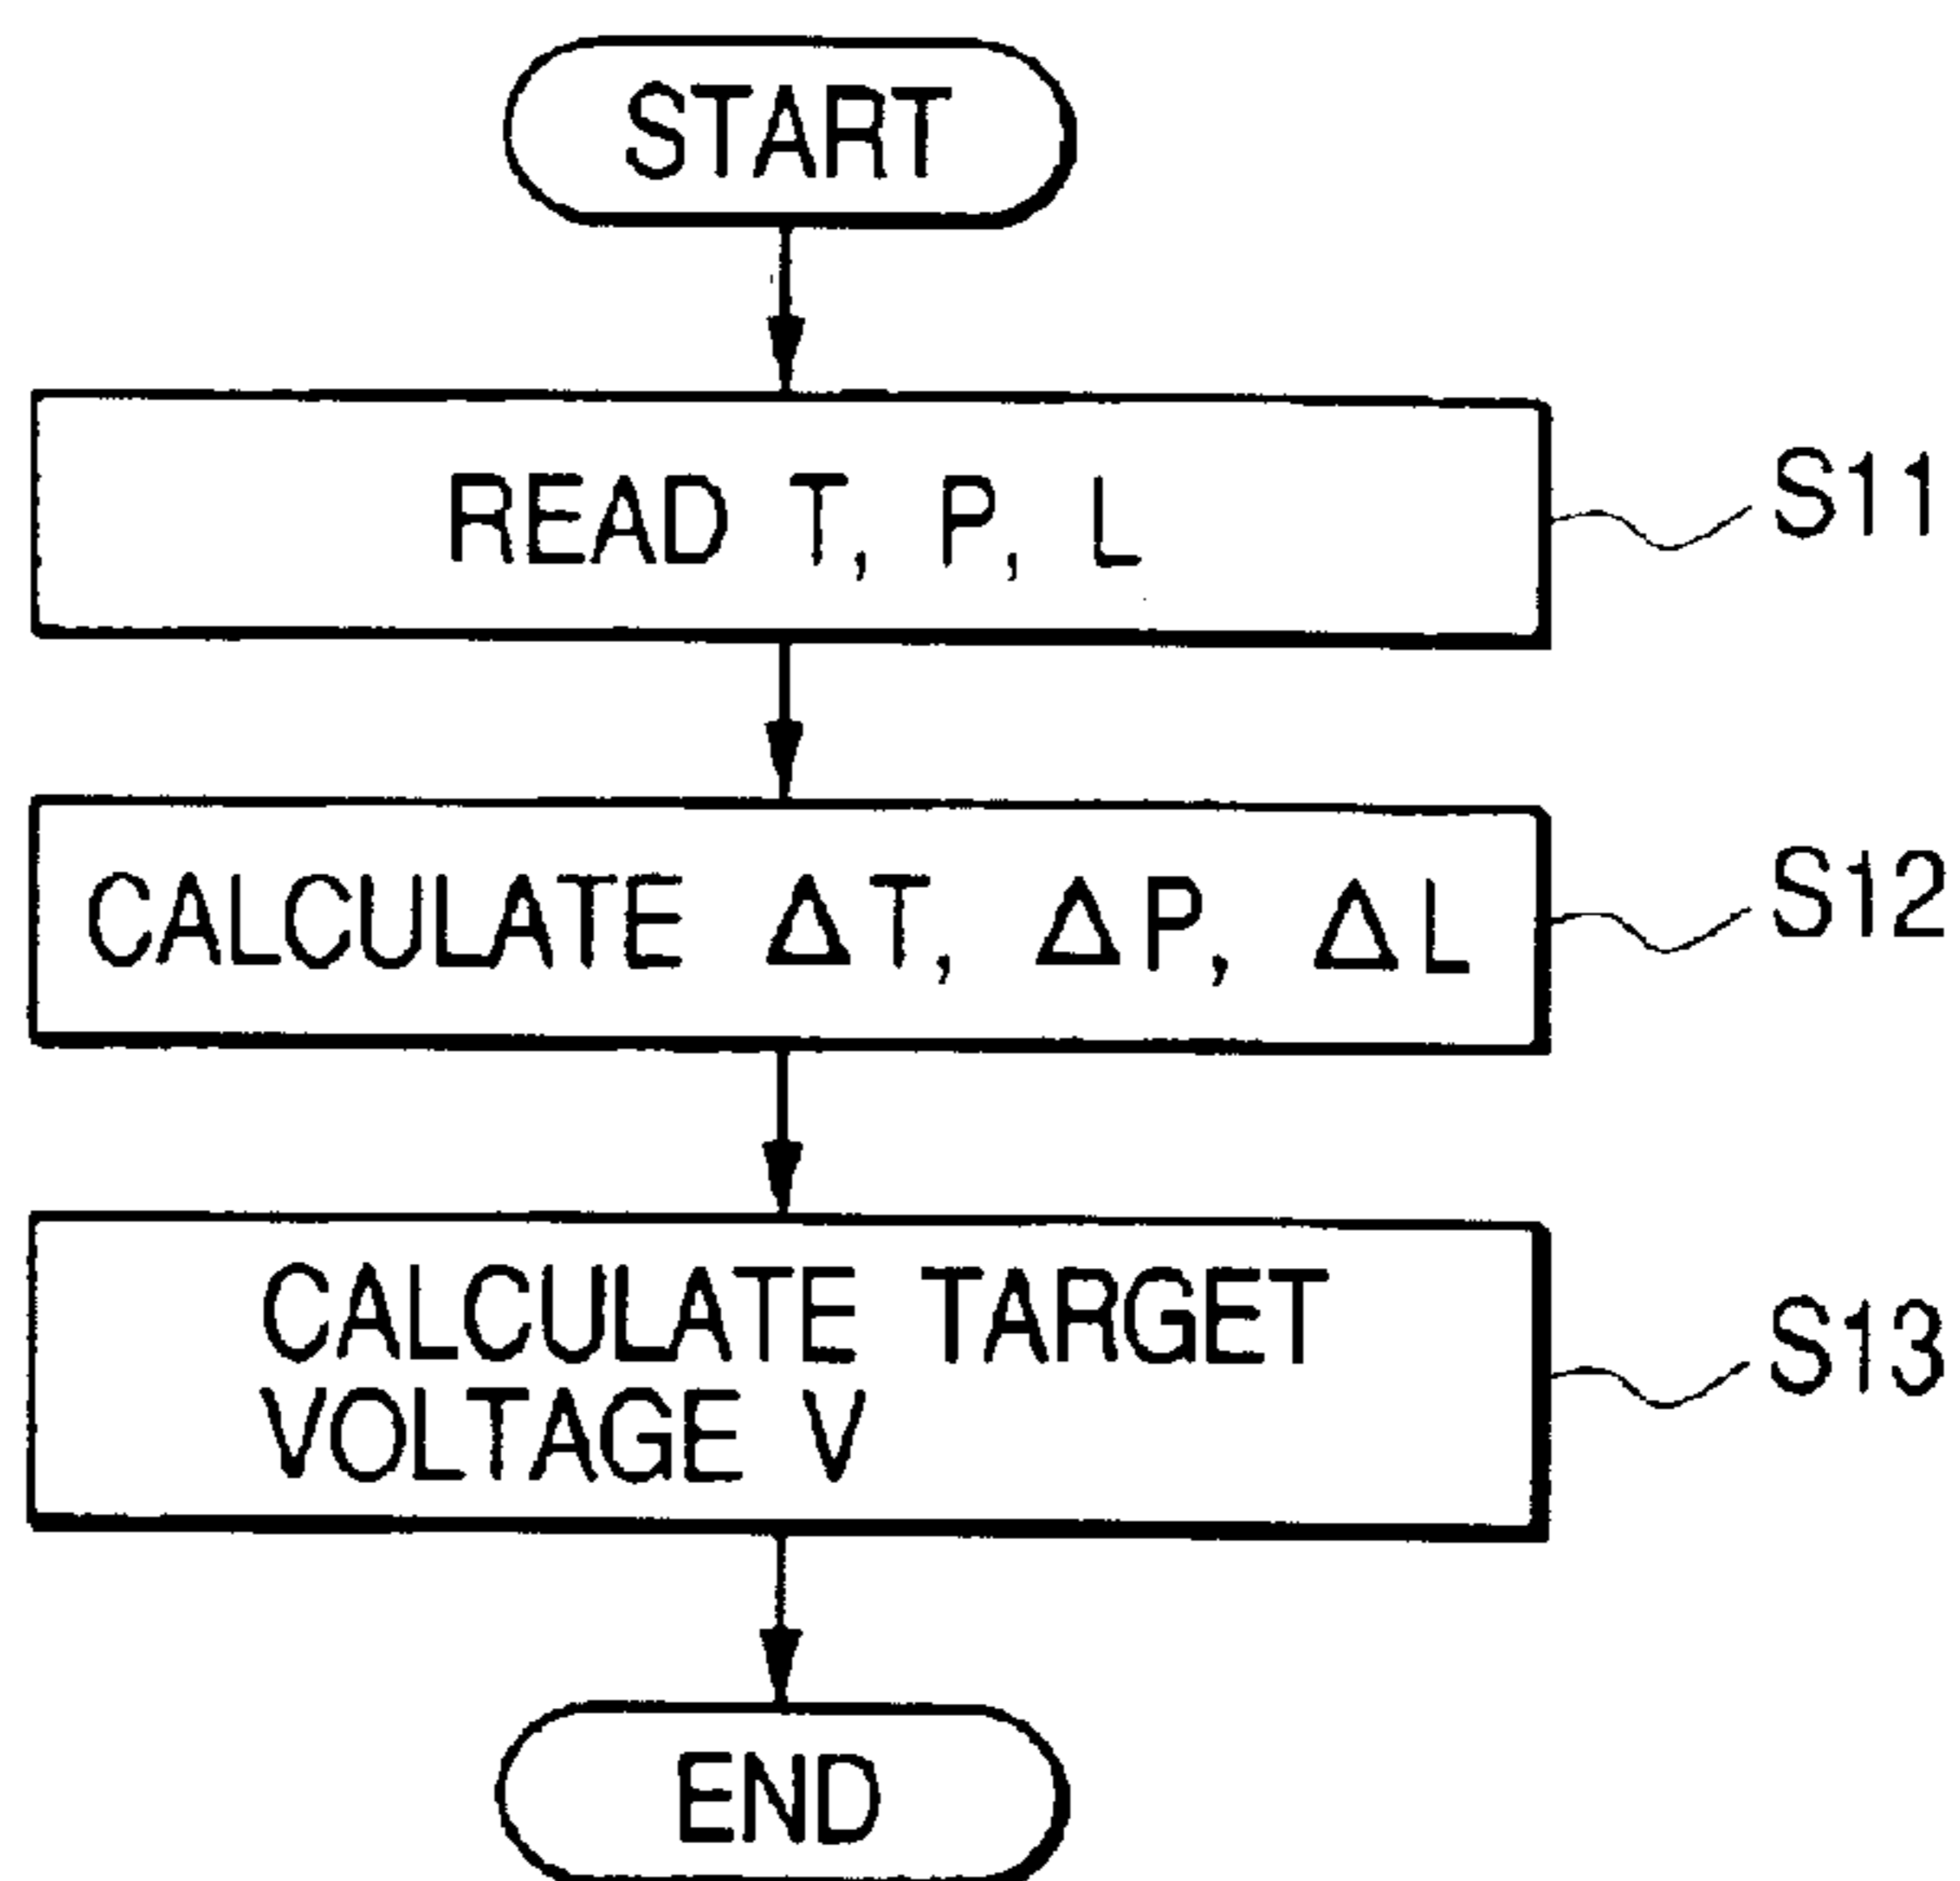 START
READ T, P, L
S11
CALCULATE ΔT, ΔP, ΔL
S12
CALCULATE TARGET
VOLTAGE V
S13
END